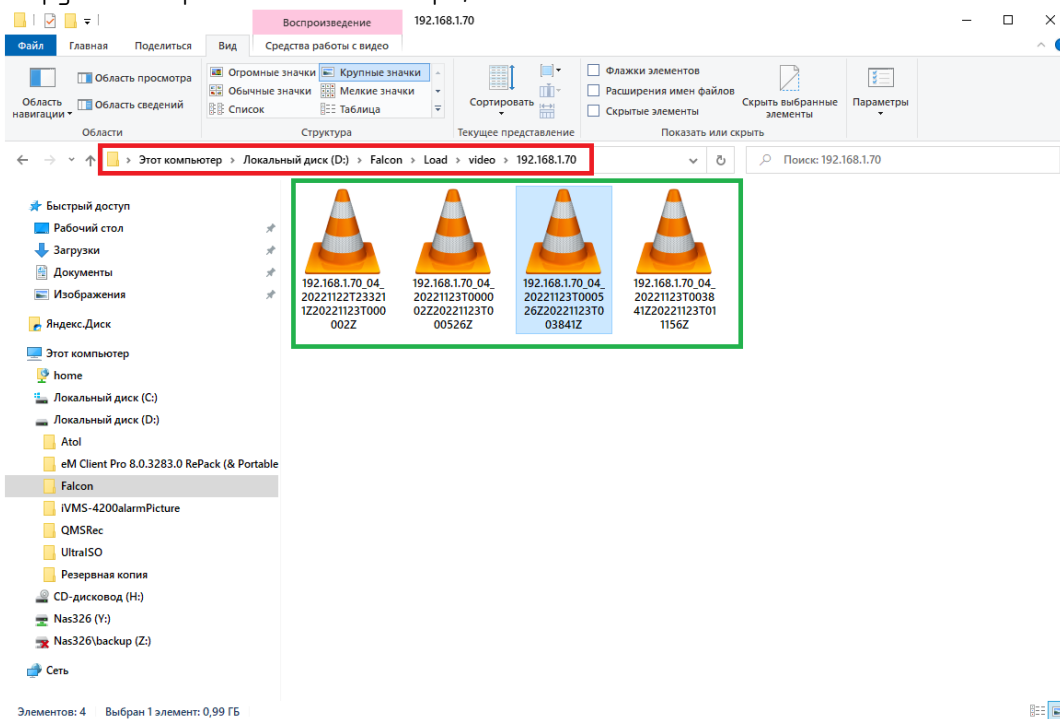 Воспроизведение 192.168.1.70
Файл Главная Поделиться Вид Средства работы с видео
Область навигации
Область просмотра
Область сведений
Области
Огромные значки Крупные значки
Обычные значки Мелкие значки
Список Таблица
Структура
Сортировать
Текущее представление
Флажки элементов
Расширения имен файлов
Скрытые элементы
Скрыть выбранные элементы
Показать или скрыть
Параметры
Этот компьютер > Локальный диск (D:) > Falcon > Load > video > 192.168.1.70
Поиск: 192.168.1.70
Быстрый доступ
Рабочий стол
Загрузки
Документы
Изображения
Яндекс.Диск
Этот компьютер
home
Локальный диск (C:)
Локальный диск (D:)
Atol
eM Client Pro 8.0.3283.0 RePack (& Portable
Falcon
iVMS-4200alarmPicture
QMSRec
UltraISO
Резервная копия
CD-дисковод (H:)
Nas326 (Y:)
Nas326\backup (Z:)
Сеть
192.168.1.70_04_
20221122T23321
1Z20221123T000
002Z
192.168.1.70_04_
20221123T0000
02Z20221123T0
00526Z
192.168.1.70_04_
20221123T0005
26Z20221123T0
03841Z
192.168.1.70_04_
20221123T0038
41Z20221123T01
1156Z
Элементов: 4 Выбран 1 элемент: 0,99 ГБ